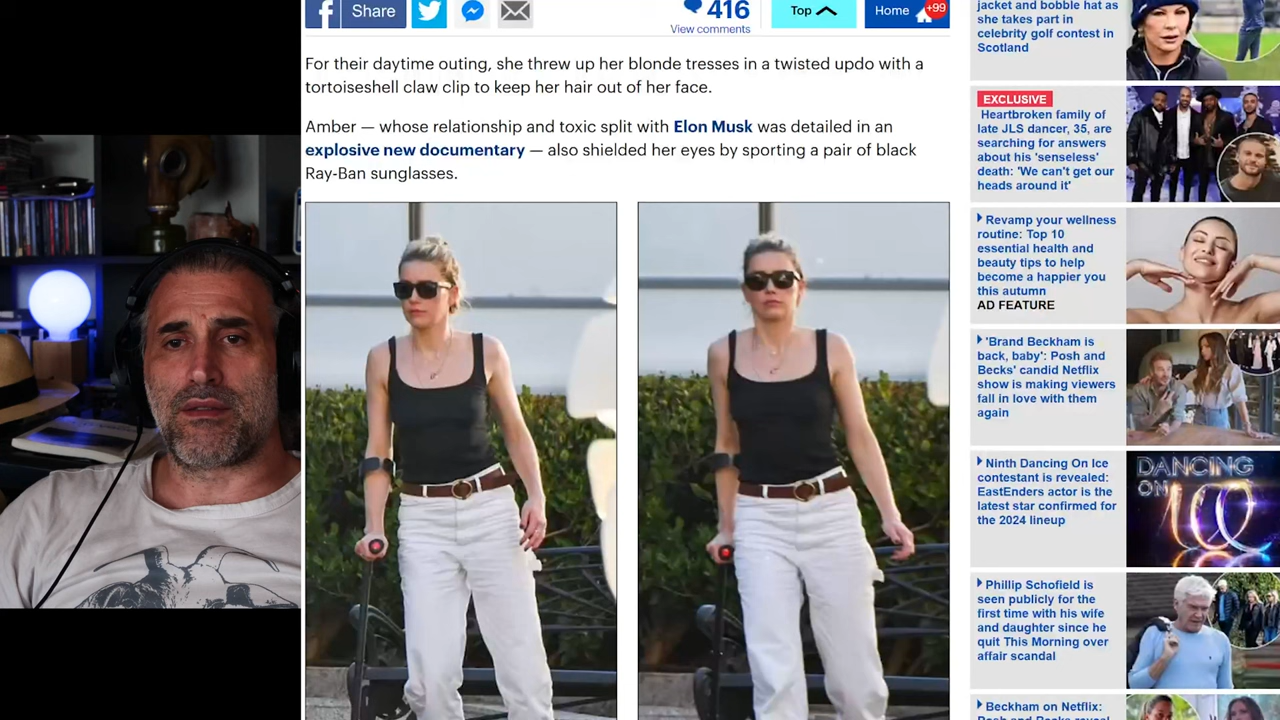 Share
416
View comments
Top
Home
+99
For their daytime outing, she threw up her blonde tresses in a twisted updo with a
tortoiseshell claw clip to keep her hair out of her face.
Amber — whose relationship and toxic split with Elon Musk was detailed in an
explosive new documentary — also shielded her eyes by sporting a pair of black
Ray-Ban sunglasses.
jacket and bobble hat as
she takes part in
celebrity golf contest in
Scotland
EXCLUSIVE
Heartbroken family of
late JLS dancer, 35, are
searching for answers
about his 'senseless'
death: 'We can't get our
heads around it'
Revamp your wellness
routine: Top 10
essential health and
beauty tips to help
become a happier you
this autumn
AD FEATURE
'Brand Beckham is
back, baby': Posh and
Becks' candid Netflix
show is making viewers
fall in love with them
again
Ninth Dancing On Ice
contestant is revealed:
EastEnders actor is the
latest star confirmed for
the 2024 lineup
DANCING
ON
Phillip Schofield is
seen publicly for the
first time with his wife
and daughter since he
quit This Morning over
affair scandal
Beckham on Netflix: